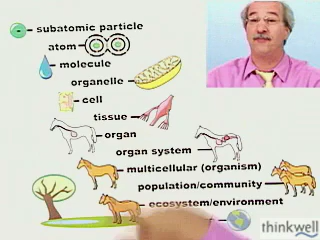 subatomic particle
atom
molecule
organelle
cell
tissue
organ
organ system
multicellular (organism)
population/community
ecosystem/environment
thinkwell